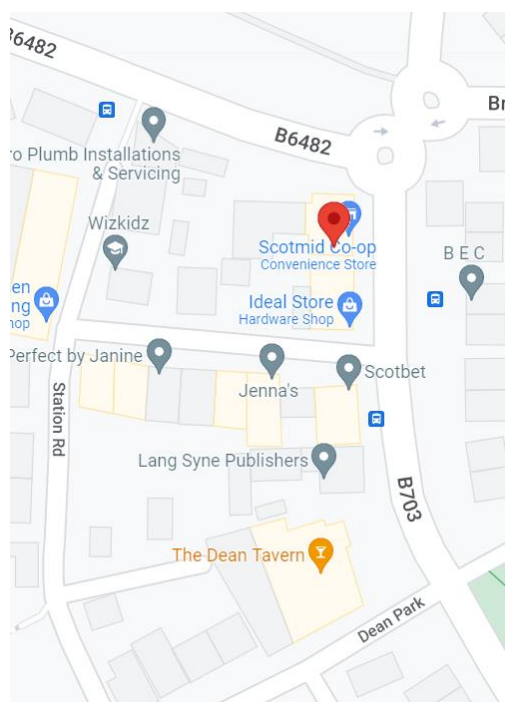 B6482
B6482
Br
ro Plumb Installations
& Servicing
Wizkidz
Scotmid Co-op
Convenience Store
B E C
en
ng
hop
Ideal Store
Hardware Shop
Perfect by Janine
Jenna's
Scotbet
Station Rd
Lang Syne Publishers
B703
The Dean Tavern
Dean Park